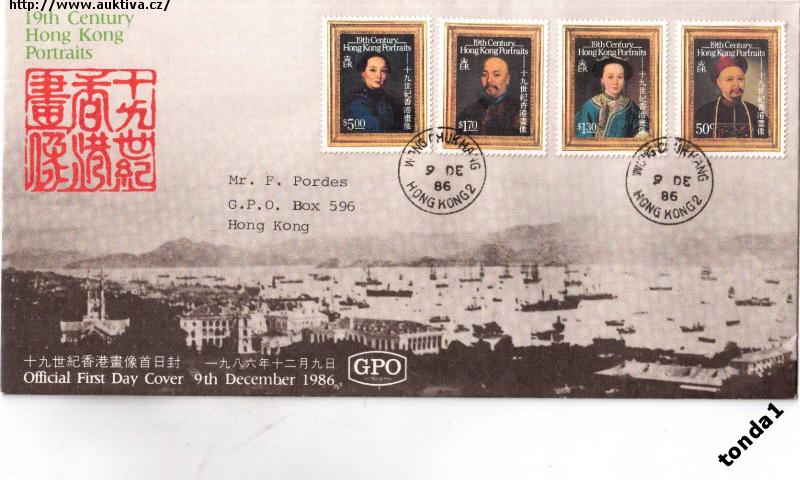 http://www.auktiva.cz/
19th Century
Hong Kong
Portraits
十九世紀
香港
畫像
19th Century
Hong Kong Portraits
十九世紀香港畫像
$5.00
19th Century
Hong Kong Portraits
十九世紀香港畫像
$1.70
19th Century
Hong Kong Portraits
十九世紀香港畫像
$1.30
19th Century
Hong Kong Portraits
十九世紀香港畫像
50c
WONG CHUK HANG
9 DE
86
HONG KONG 2
WONG CHUK HANG
9 DE
86
HONG KONG 2
Mr. F. Pordes
G.P.O. Box 596
Hong Kong
十九世紀香港畫像首日封 一九八六年十二月九日
Official First Day Cover 9th December 1986
GPO
tonda1